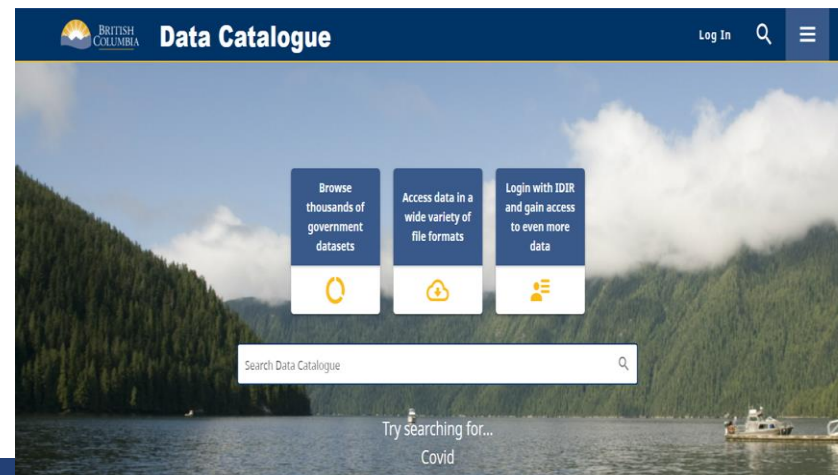 BRITISH
COLUMBIA
Data Catalogue
Log In
Browse
thousands of
government
datasets
Access data in a
wide variety of
file formats
Login with IDIR
and gain access
to even more
data
Search Data Catalogue
Try searching for...
Covid